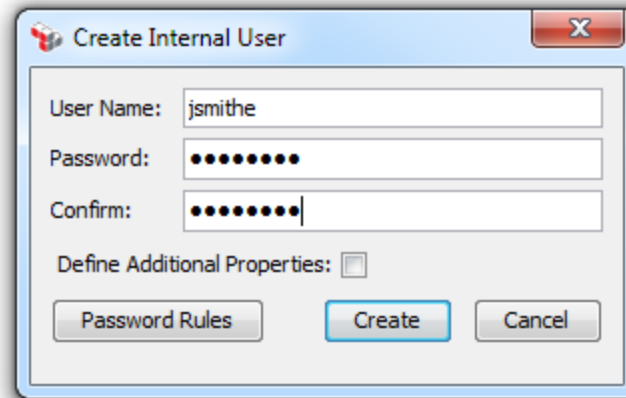 Create Internal User
User Name: jsmithe
Password: ●●●●●●●●
Confirm: ●●●●●●●●
Define Additional Properties:
Password Rules Create Cancel